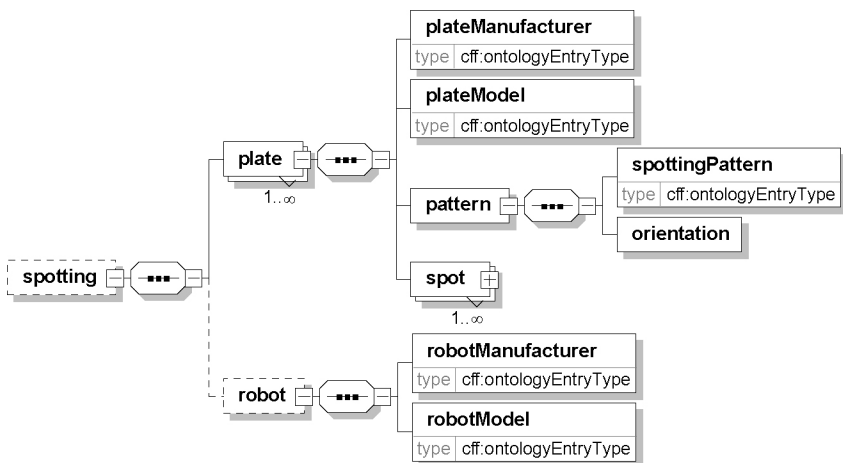 plateManufacturer
type cff:ontologyEntryType
plateModel
type cff:ontologyEntryType
plate
1..∞
spottingPattern
type cff:ontologyEntryType
pattern
orientation
spotting
spot
1..∞
robotManufacturer
type cff:ontologyEntryType
robot
robotModel
type cff:ontologyEntryType